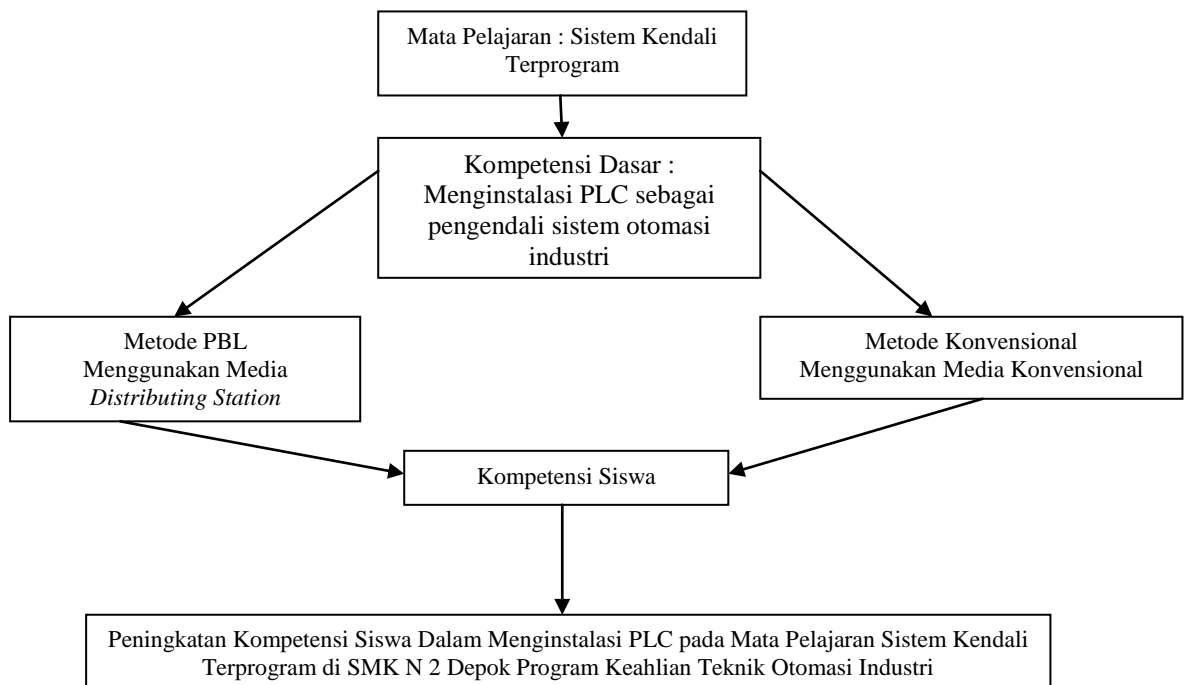 Mata Pelajaran : Sistem Kendali
Terprogram
Kompetensi Dasar :
Menginstalasi PLC sebagai
pengendali sistem otomasi
industri
Metode PBL
Menggunakan Media
Distributing Station
Metode Konvensional
Menggunakan Media Konvensional
Kompetensi Siswa
Peningkatan Kompetensi Siswa Dalam Menginstalasi PLC pada Mata Pelajaran Sistem Kendali
Terprogram di SMK N 2 Depok Program Keahlian Teknik Otomasi Industri